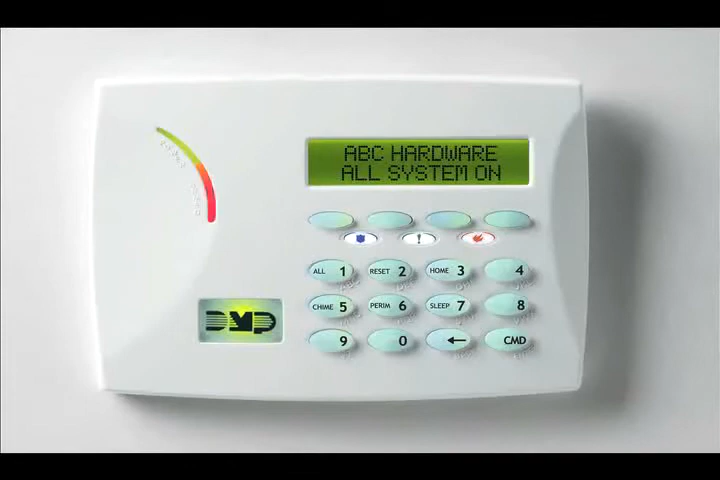 ABC HARDWARE
ALL SYSTEM ON
ALL 1
RESET 2
HOME 3
4
CHIME 5
PERIM 6
SLEEP 7
8
9
0
←
CMD
DMP